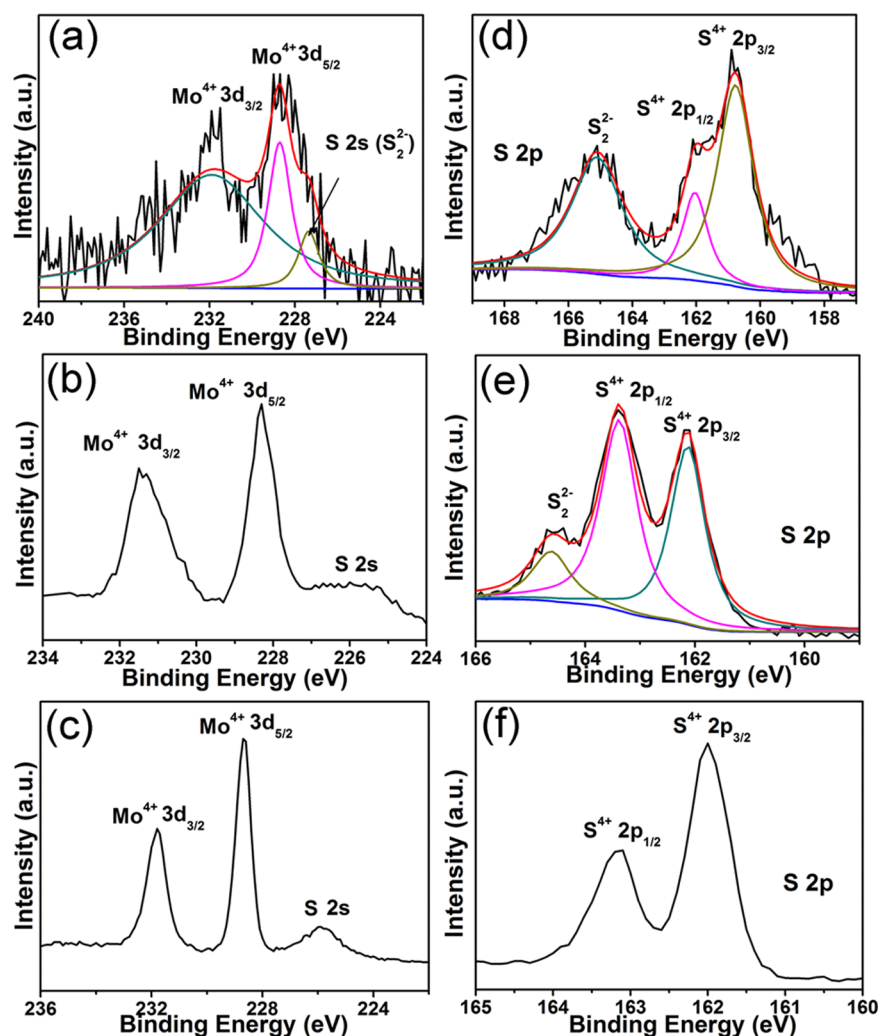 (a)
Mo⁴⁺ 3d₃/₂
Mo⁴⁺3d₅/₂
S 2s (S₂²⁻)
Intensity (a.u.)
240 236 232 228 224
Binding Energy (eV)
(d)
S 2p
S₂²⁻
S⁴⁺ 2p₁/₂
S⁴⁺ 2p₃/₂
Intensity (a.u.)
168 166 164 162 160 158
Binding Energy (eV)
(b)
Mo⁴⁺ 3d₃/₂
Mo⁴⁺ 3d₅/₂
S 2s
Intensity (a.u.)
234 232 230 228 226 224
Binding Energy (eV)
(e)
S₂²⁻
S⁴⁺ 2p₁/₂
S⁴⁺ 2p₃/₂
S 2p
Intensity (a.u.)
166 164 162 160
Binding Energy (eV)
(c)
Mo⁴⁺ 3d₃/₂
Mo⁴⁺ 3d₅/₂
S 2s
Intensity (a.u.)
236 232 228 224
Binding Energy (eV)
(f)
S⁴⁺ 2p₁/₂
S⁴⁺ 2p₃/₂
S 2p
Intensity (a.u.)
165 164 163 162 161 160
Binding Energy (eV)